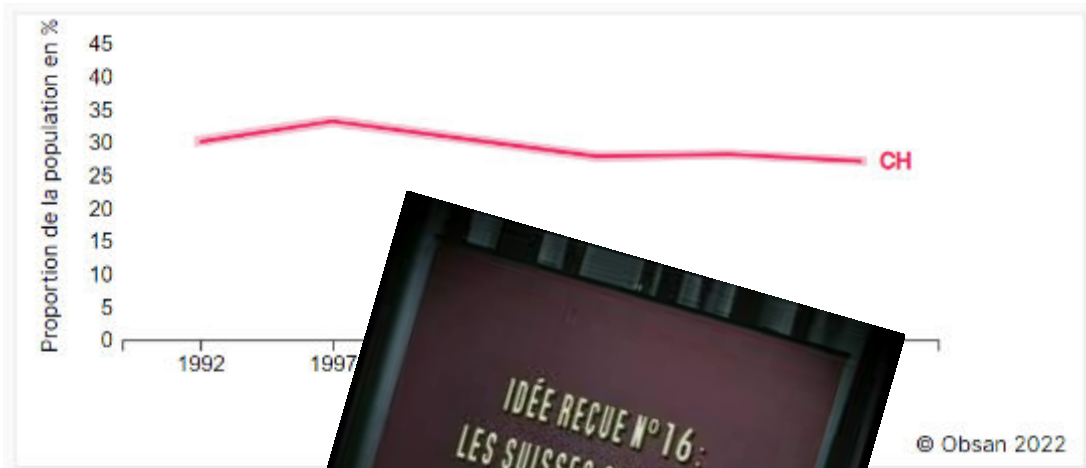 Proportion de la population en %
45
40
35
30
25
20
15
10
5
0
1992 1997
CH
IDÉE REÇUE N°16:
LES SUISSES
© Obsan 2022